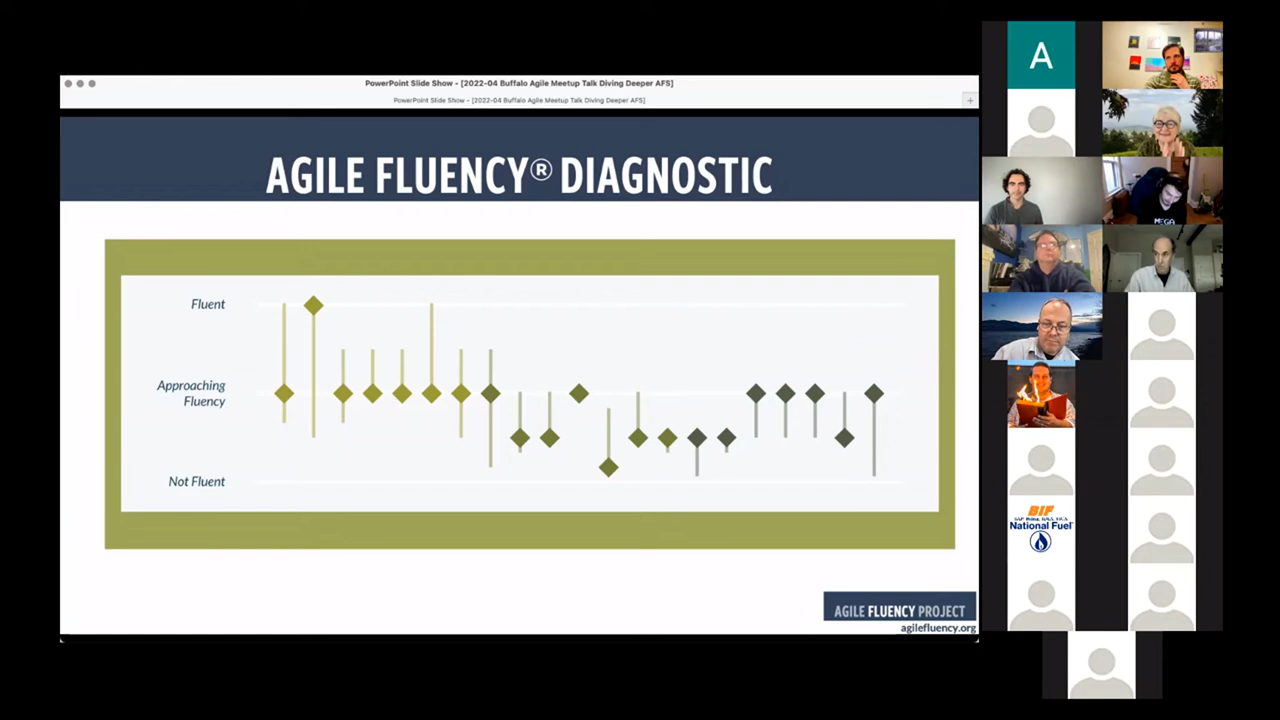 PowerPoint Slide Show - [2022-04 Buffalo Agile Meetup Talk Diving Deeper AFS]
PowerPoint Slide Show - [2022-04 Buffalo Agile Meetup Talk Diving Deeper AFS]
+
AGILE FLUENCY® DIAGNOSTIC
Fluent
Approaching
Fluency
Not Fluent
AGILE FLUENCY PROJECT
agilefluency.org
A
MEGA
BIF
National Fuel